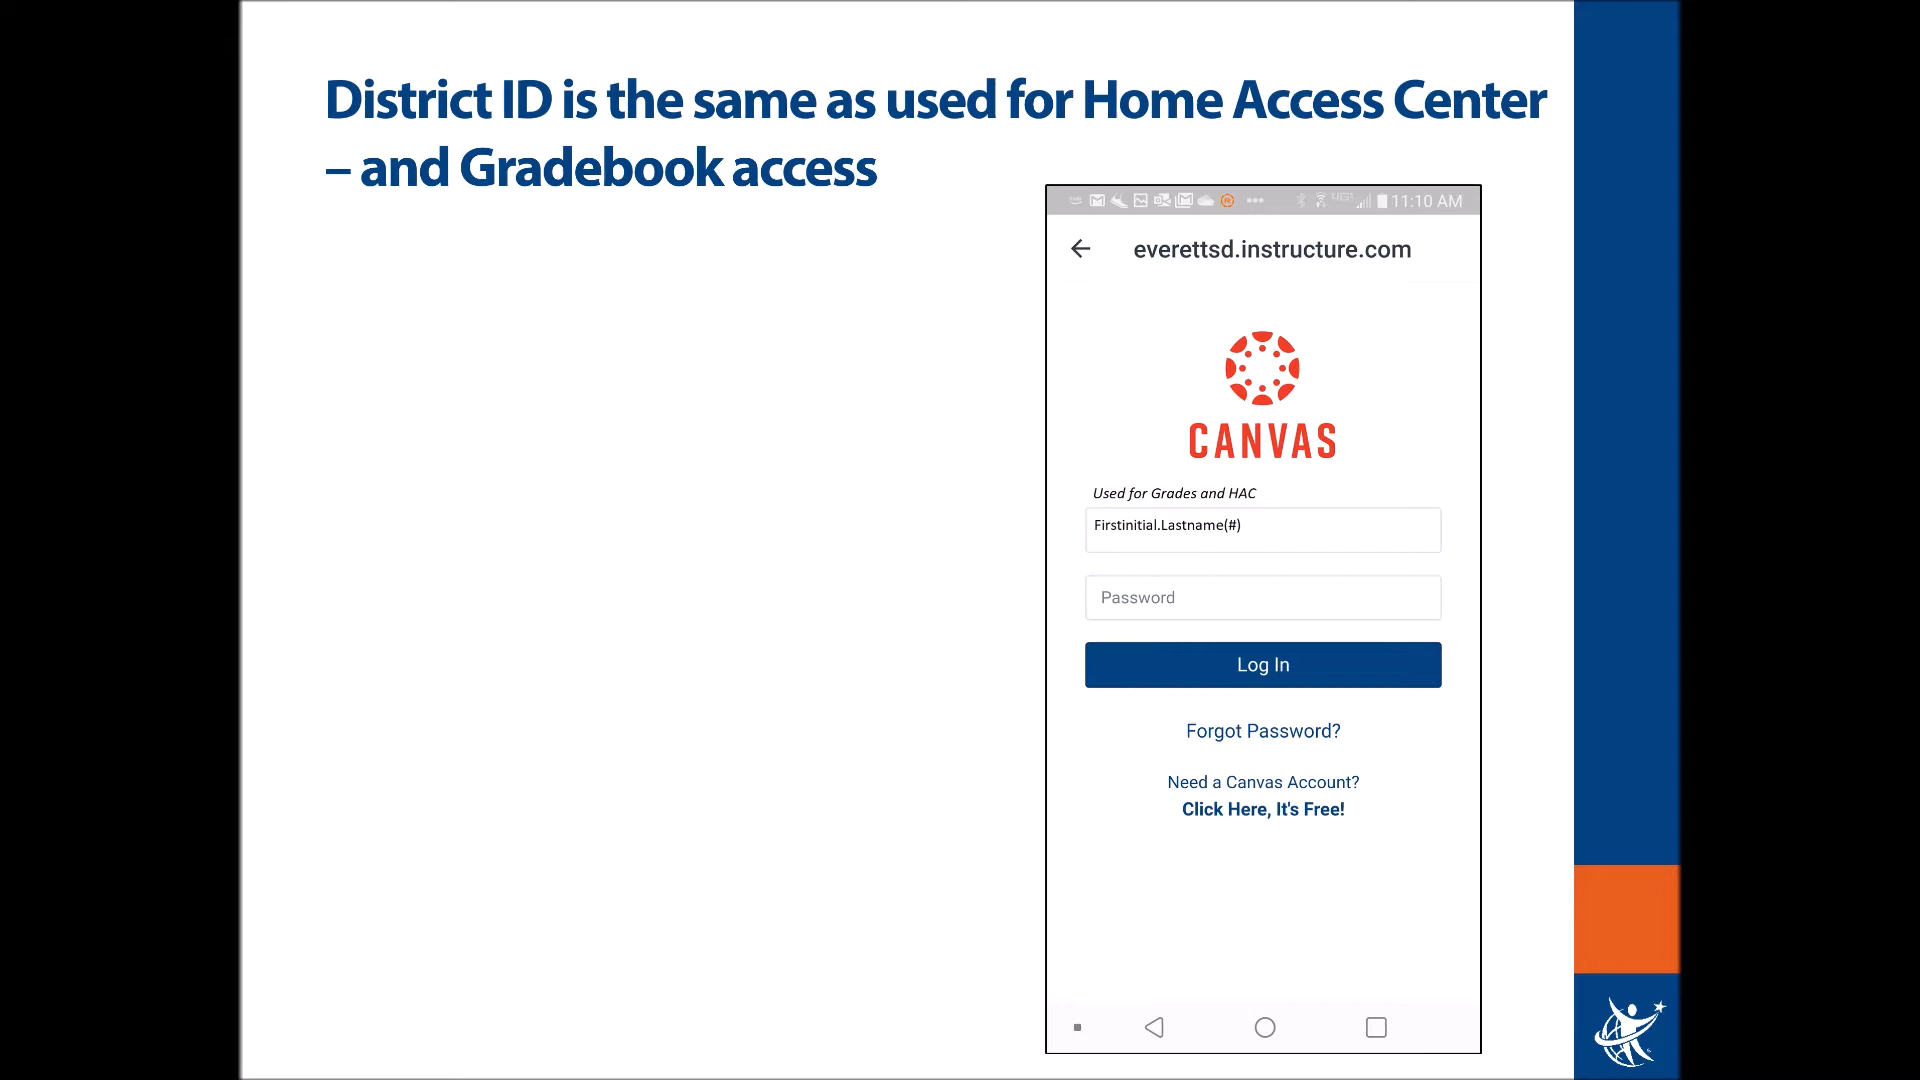 District ID is the same as used for Home Access Center
– and Gradebook access
11:10 AM
everettsd.instructure.com
CANVAS
Used for Grades and HAC
Firstinitial.Lastname(#)
Password
Log In
Forgot Password?
Need a Canvas Account?
Click Here, It's Free!